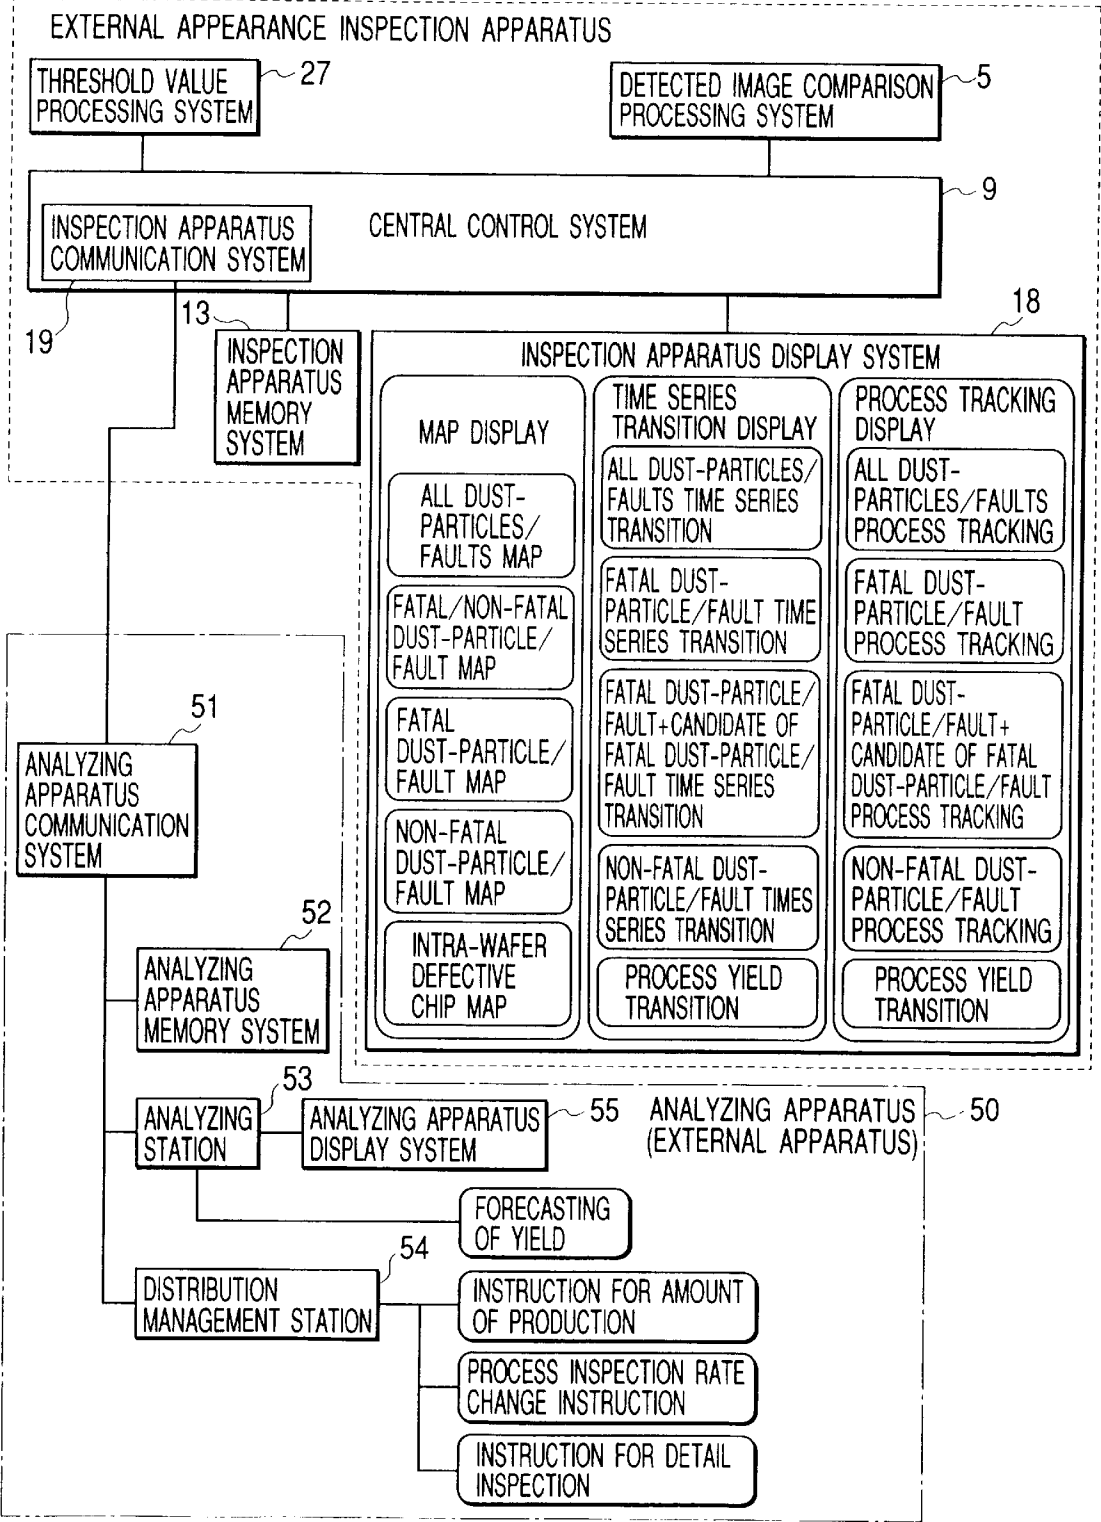 EXTERNAL APPEARANCE INSPECTION APPARATUS
THRESHOLD VALUE
PROCESSING SYSTEM
27
DETECTED IMAGE COMPARISON
PROCESSING SYSTEM
5
9
CENTRAL CONTROL SYSTEM
INSPECTION APPARATUS
COMMUNICATION SYSTEM
19
13
INSPECTION
APPARATUS
MEMORY
SYSTEM
18
INSPECTION APPARATUS DISPLAY SYSTEM
MAP DISPLAY
ALL DUST-
PARTICLES/
FAULTS MAP
FATAL/NON-FATAL
DUST-PARTICLE/
FAULT MAP
FATAL
DUST-PARTICLE/
FAULT MAP
NON-FATAL
DUST-PARTICLE/
FAULT MAP
INTRA-WAFER
DEFECTIVE
CHIP MAP
TIME SERIES
TRANSITION DISPLAY
ALL DUST-PARTICLES/
FAULTS TIME SERIES
TRANSITION
FATAL DUST-
PARTICLE/FAULT TIME
SERIES TRANSITION
FATAL DUST-PARTICLE/
FAULT+CANDIDATE OF
FATAL DUST-PARTICLE/
FAULT TIME SERIES
TRANSITION
NON-FATAL DUST-
PARTICLE/FAULT TIMES
SERIES TRANSITION
PROCESS YIELD
TRANSITION
PROCESS TRACKING
DISPLAY
ALL DUST-
PARTICLES/FAULTS
PROCESS TRACKING
FATAL DUST-
PARTICLE/FAULT
PROCESS TRACKING
FATAL DUST-
PARTICLE/FAULT+
CANDIDATE OF FATAL
DUST-PARTICLE/FAULT
PROCESS TRACKING
NON-FATAL DUST-
PARTICLE/FAULT
PROCESS TRACKING
PROCESS YIELD
TRANSITION
51
ANALYZING
APPARATUS
COMMUNICATION
SYSTEM
52
ANALYZING
APPARATUS
MEMORY SYSTEM
53
ANALYZING
STATION
ANALYZING APPARATUS
DISPLAY SYSTEM
55
ANALYZING APPARATUS
(EXTERNAL APPARATUS)
50
FORECASTING
OF YIELD
54
DISTRIBUTION
MANAGEMENT STATION
INSTRUCTION FOR AMOUNT
OF PRODUCTION
PROCESS INSPECTION RATE
CHANGE INSTRUCTION
INSTRUCTION FOR DETAIL
INSPECTION